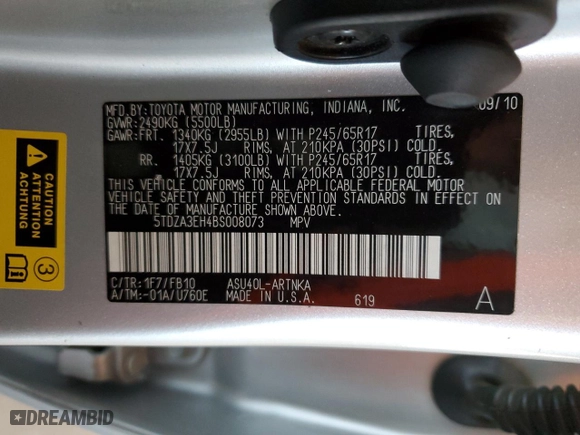 MFD.BY:TOYOTA MOTOR MANUFACTURING, INDIANA, INC. 09/10
GVWR:2490KG (5500LB)
GAWR:FRT. 1340KG (2955LB) WITH P245/65R17 TIRES,
17X7.5J RIMS, AT 210KPA (30PSI) COLD.
RR. 1405KG (3100LB) WITH P245/65R17 TIRES,
17X7.5J RIMS, AT 210KPA (30PSI) COLD.
THIS VEHICLE CONFORMS TO ALL APPLICABLE FEDERAL MOTOR
VEHICLE SAFETY AND THEFT PREVENTION STANDARDS IN EFFECT ON
THE DATE OF MANUFACTURE SHOWN ABOVE.
5TDZA3EH4BS008073 MPV
C/TR:1F7/FB10 ASU40L-ARTNKA
A/TM:-01A/U760E MADE IN U.S.A. 619 A
3
DREAMBID